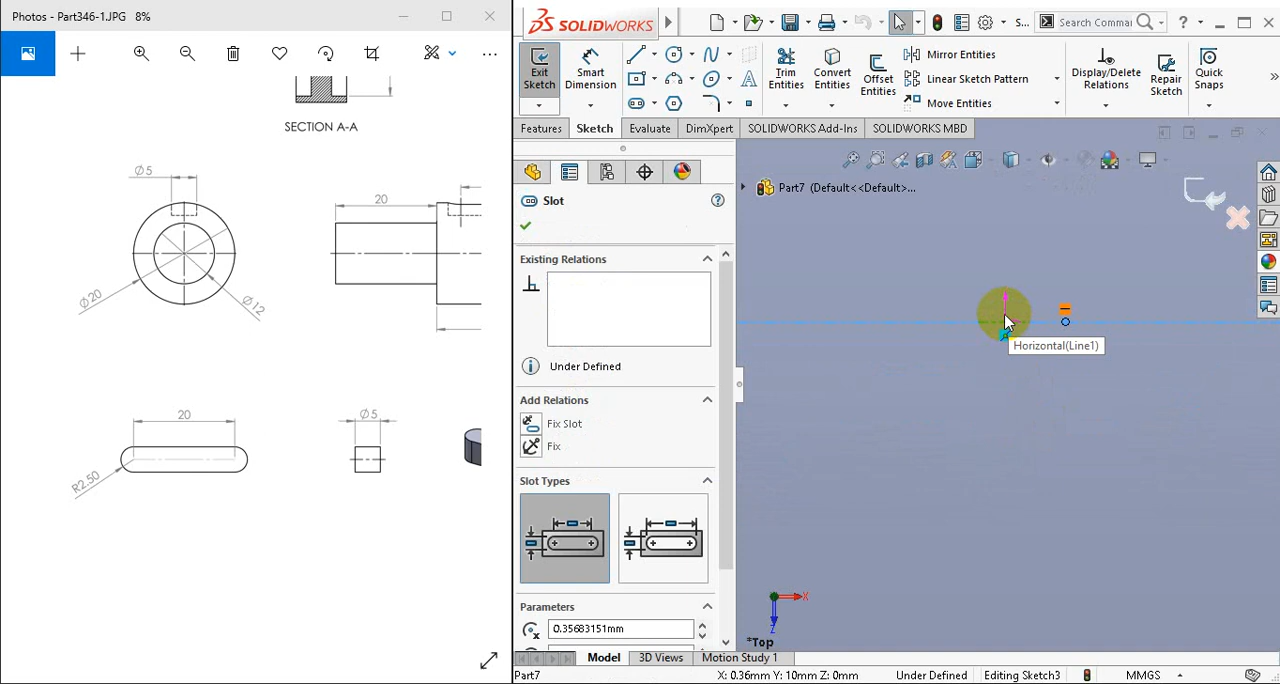 Photos - Part346-1.JPG 8%
SECTION A-A
Ø5
Ø20
Ø12
20
20
R2.50
Ø5
SOLIDWORKS
S...
Search Comma
?
Exit Sketch
Smart Dimension
Trim Entities
Convert Entities
Offset Entities
Mirror Entities
Linear Sketch Pattern
Move Entities
Display/Delete Relations
Repair Sketch
Quick Snaps
Features
Sketch
Evaluate
DimXpert
SOLIDWORKS Add-Ins
SOLIDWORKS MBD
Part7 (Default<<Default>...
Slot
Existing Relations
Under Defined
Add Relations
Fix Slot
Fix
Slot Types
Parameters
0.35683151mm
Horizontal(Line1)
X
Z
*Top
Model
3D Views
Motion Study 1
Part7
X: 0.36mm Y: 10mm Z: 0mm
Under Defined
Editing Sketch3
MMGS